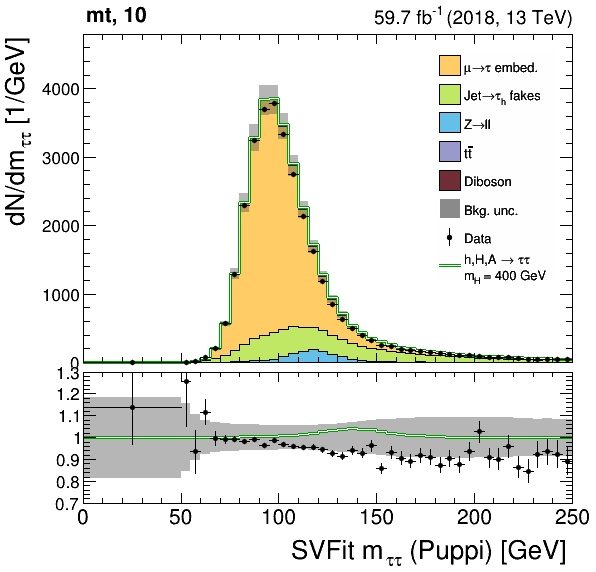 mt, 10
59.7 fb⁻¹ (2018, 13 TeV)
dN/dm_ττ [1/GeV]
4000
3000
2000
1000
0
μ→τ embed.
Jet→τ_h fakes
Z→ll
tt̄
Diboson
Bkg. unc.
Data
h,H,A → ττ
m_H = 400 GeV
1.3
1.2
1.1
1
0.9
0.8
0.7
0 50 100 150 200 250
SVFit m_ττ (Puppi) [GeV]